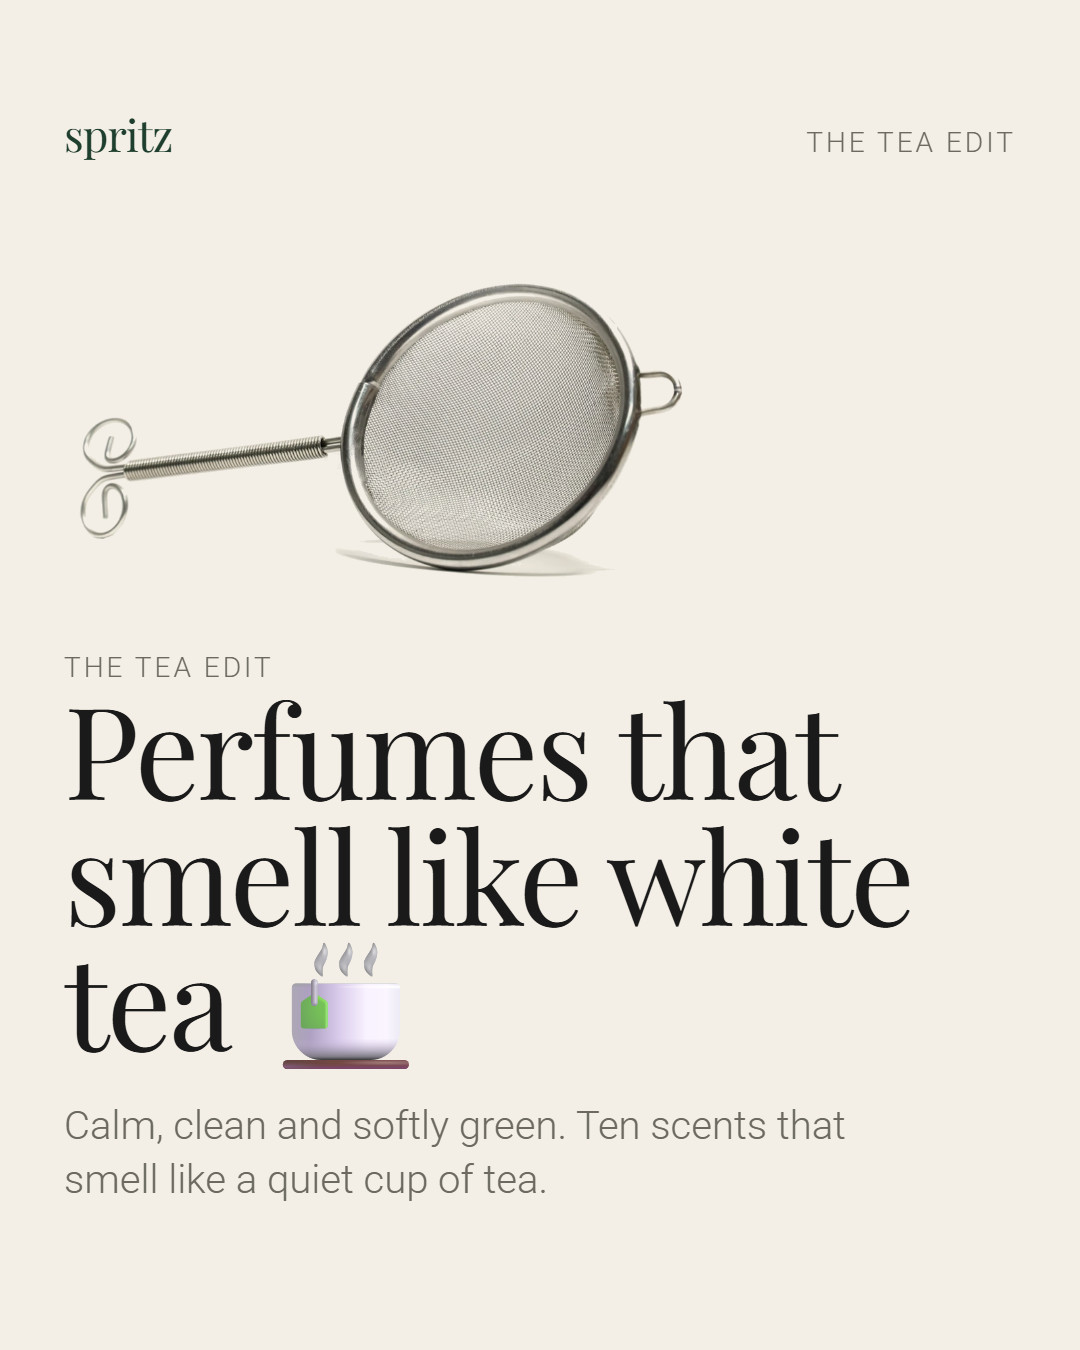 spritz
THE TEA EDIT
THE TEA EDIT
Perfumes that
smell like white
tea
Calm, clean and softly green. Ten scents that
smell like a quiet cup of tea.